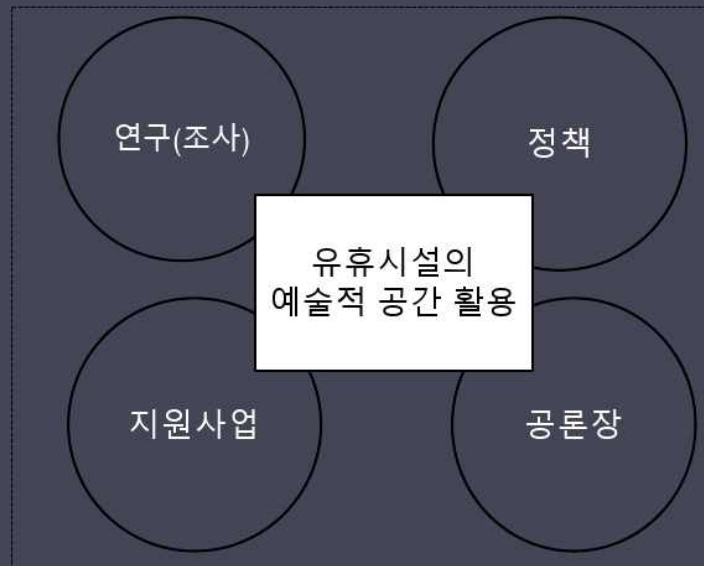 연구(조사)
정책
유휴시설의
예술적 공간 활용
지원사업
공론장